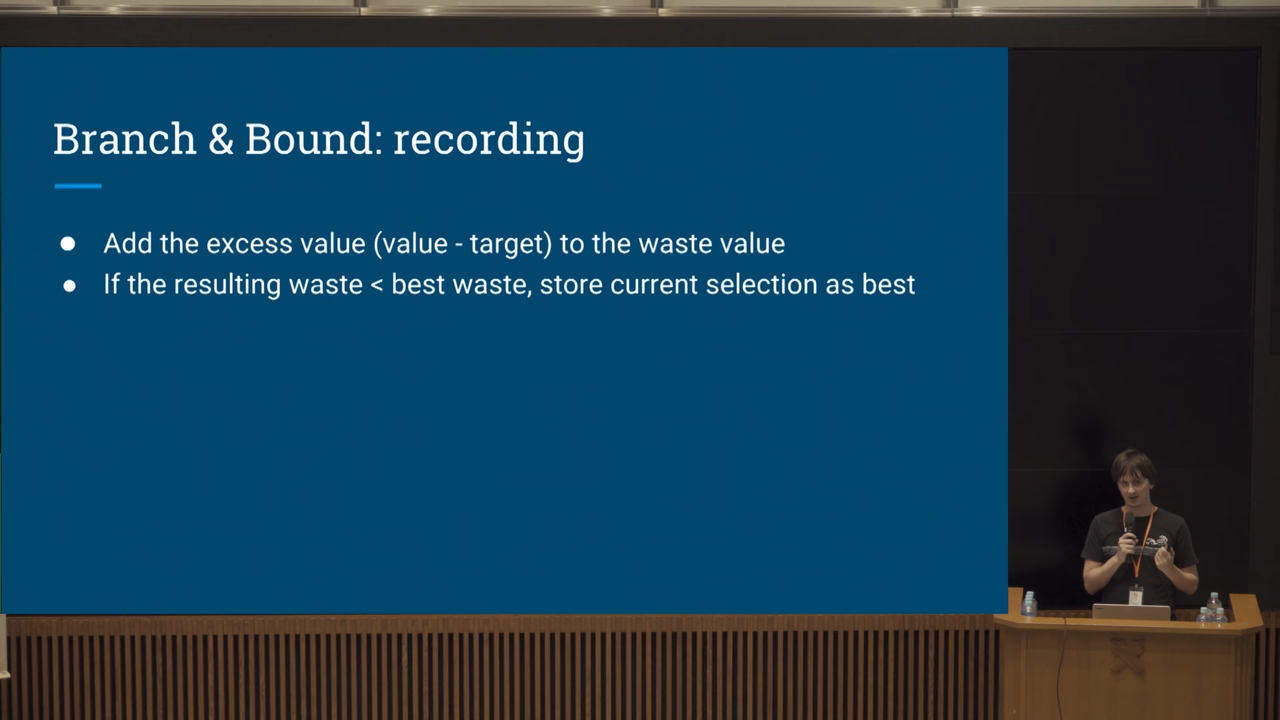 Branch & Bound: recording
● Add the excess value (value - target) to the waste value
● If the resulting waste < best waste, store current selection as best